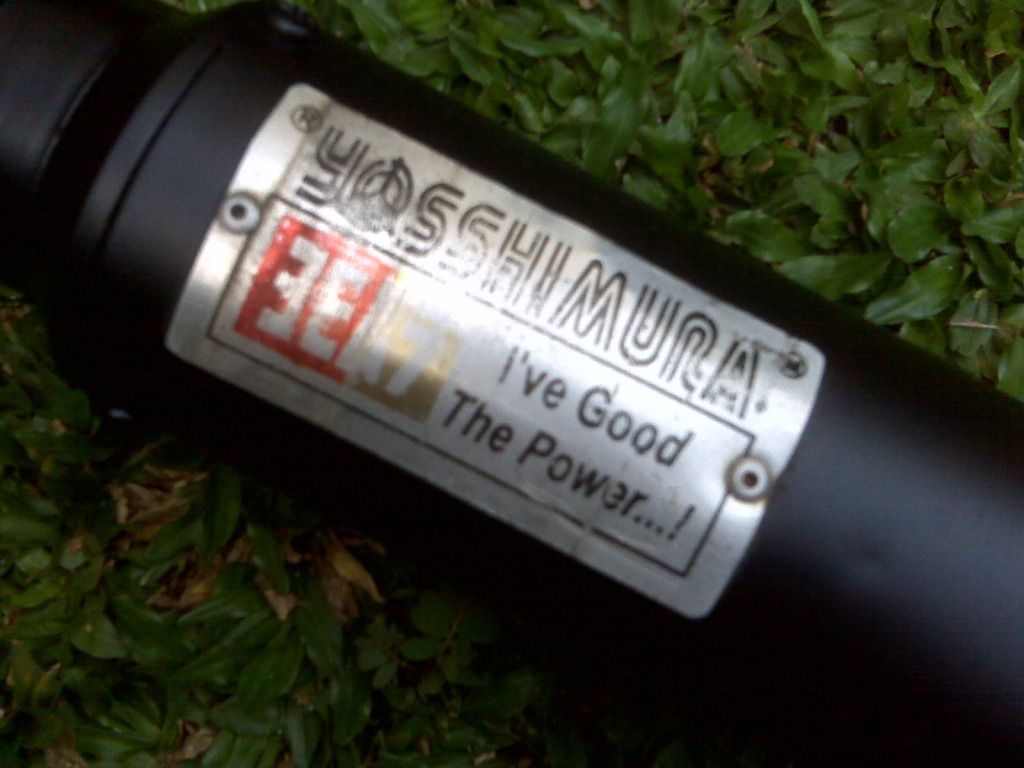 ® YOSSHIMURA ®
I've Good
The Power...!